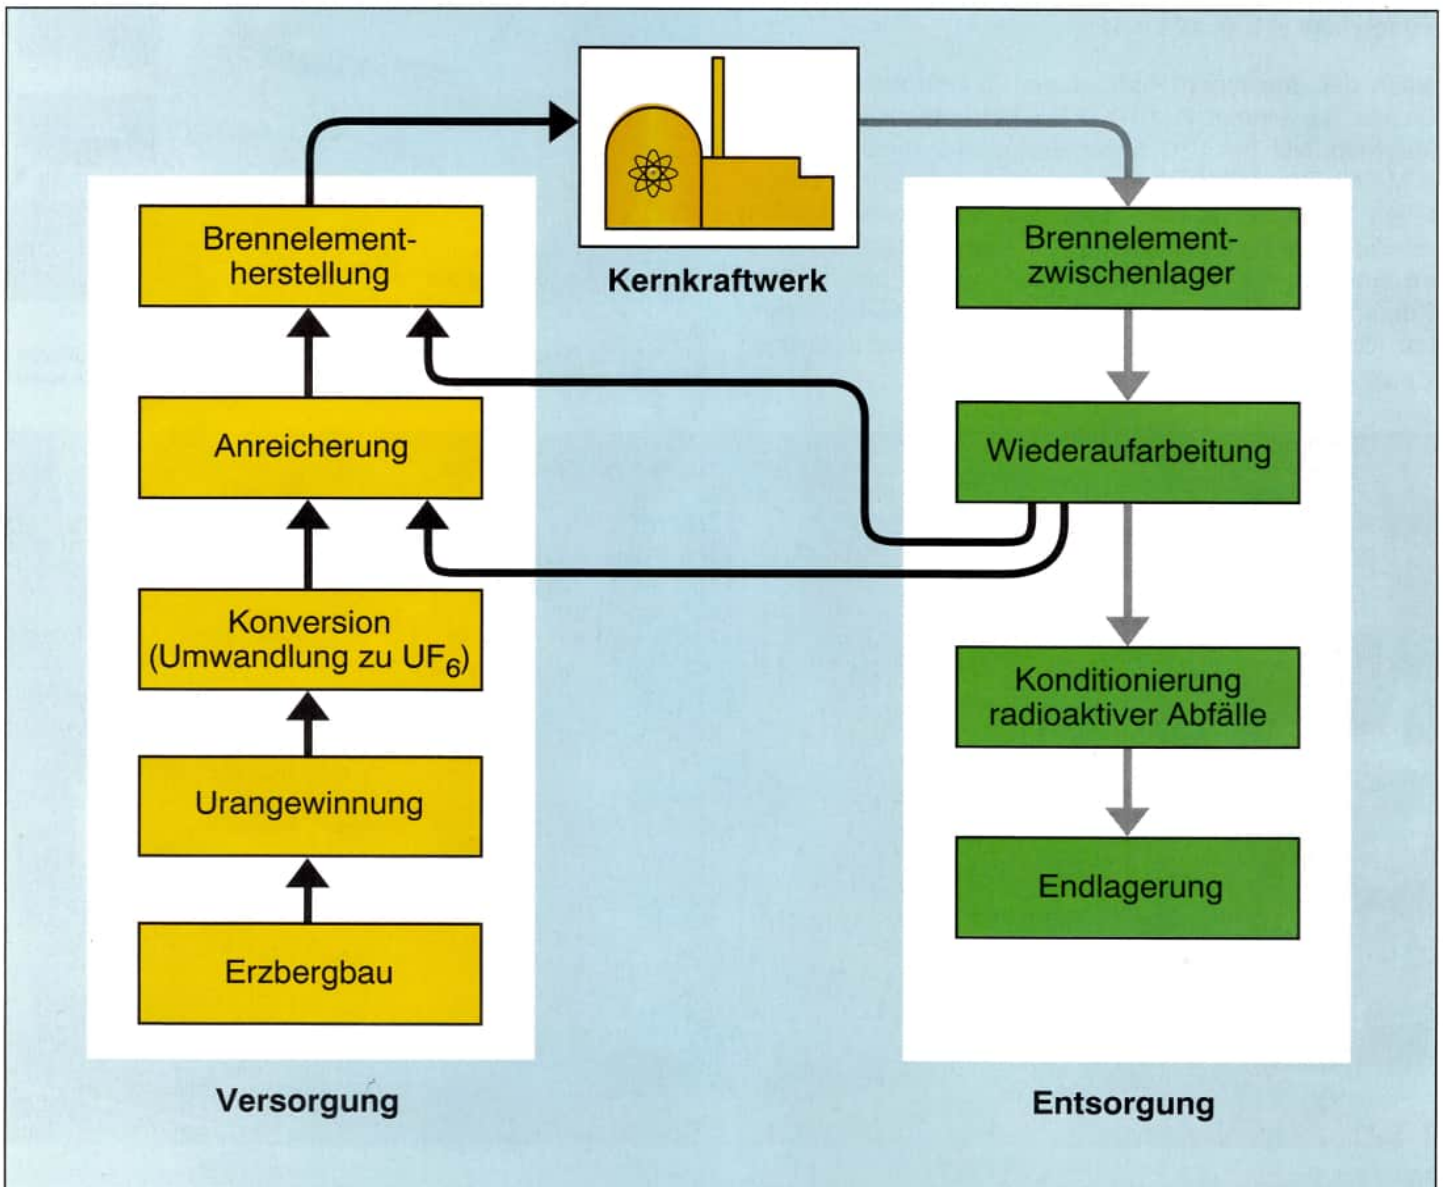 Kernkraftwerk
Brennelement-
herstellung
Anreicherung
Konversion
(Umwandlung zu UF₆)
Urangewinnung
Erzbergbau
Versorgung
Brennelement-
zwischenlager
Wiederaufarbeitung
Konditionierung
radioaktiver Abfälle
Endlagerung
Entsorgung